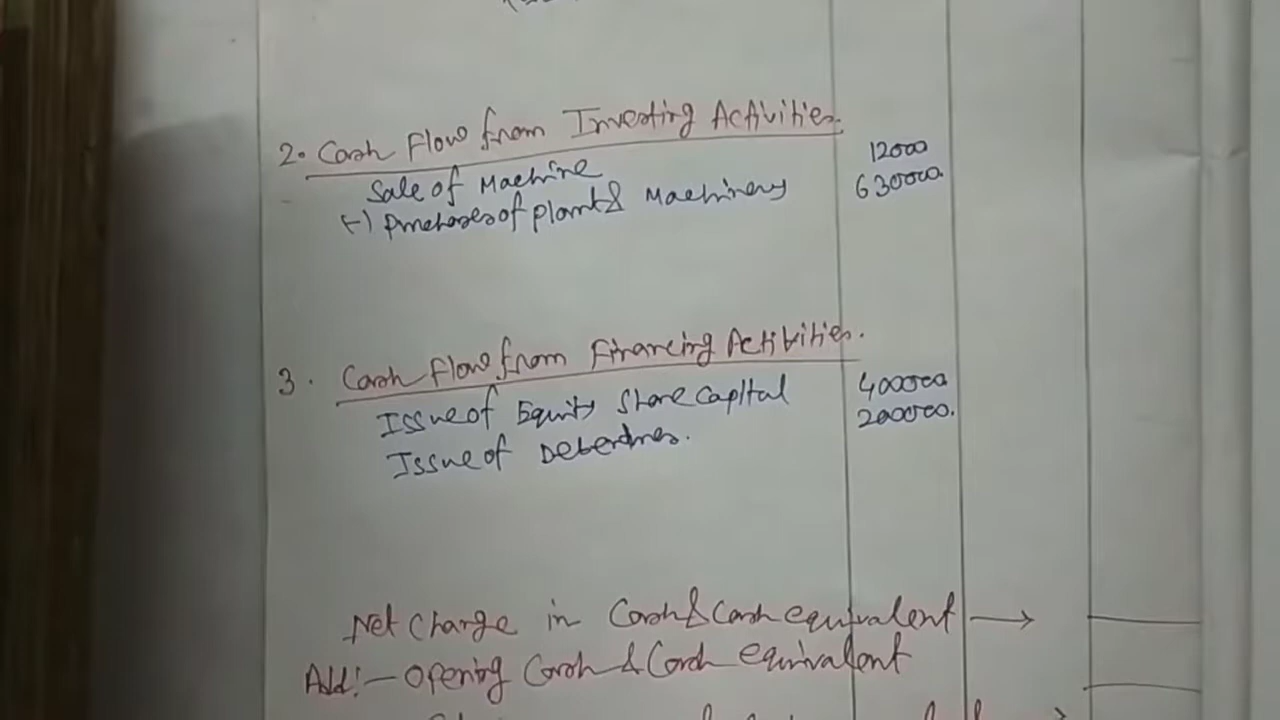 2. Cash Flow from Investing Activities.
Sale of Machine 12000
(-) Purchases of plant & Machinery 630000
3. Cash flow from Financing Activities.
Issue of Equity Share capital 400000
Issue of Debentures. 200000.
Net Change in Cash & Cash equivalent →
Add:- Opening Cash & Cash equivalent